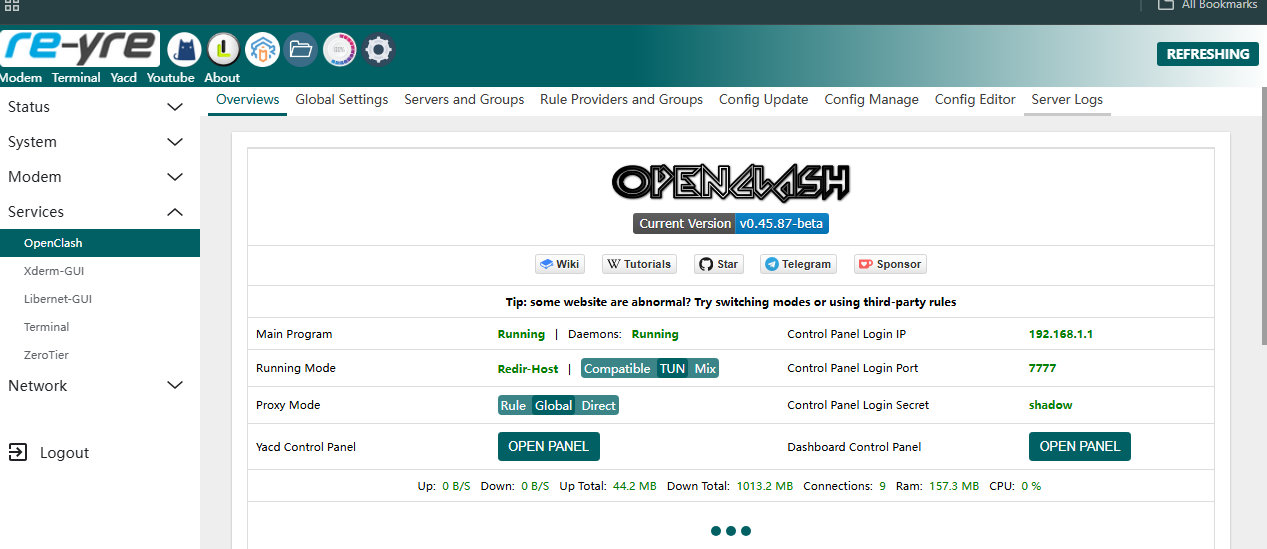 All Bookmarks
re-yre
REFRESHING
Modem Terminal Yacd Youtube About
Status
System
Modem
Services
OpenClash
Xderm-GUI
Libernet-GUI
Terminal
ZeroTier
Network
Logout
Overviews Global Settings Servers and Groups Rule Providers and Groups Config Update Config Manage Config Editor Server Logs
OPENCLASH
Current Version v0.45.87-beta
Wiki Tutorials Star Telegram Sponsor
Tip: some website are abnormal? Try switching modes or using third-party rules
Main Program Running | Daemons: Running Control Panel Login IP 192.168.1.1
Running Mode Redir-Host | Compatible TUN Mix Control Panel Login Port 7777
Proxy Mode Rule Global Direct Control Panel Login Secret shadow
Yacd Control Panel OPEN PANEL Dashboard Control Panel OPEN PANEL
Up: 0 B/S Down: 0 B/S Up Total: 44.2 MB Down Total: 1013.2 MB Connections: 9 Ram: 157.3 MB CPU: 0 %